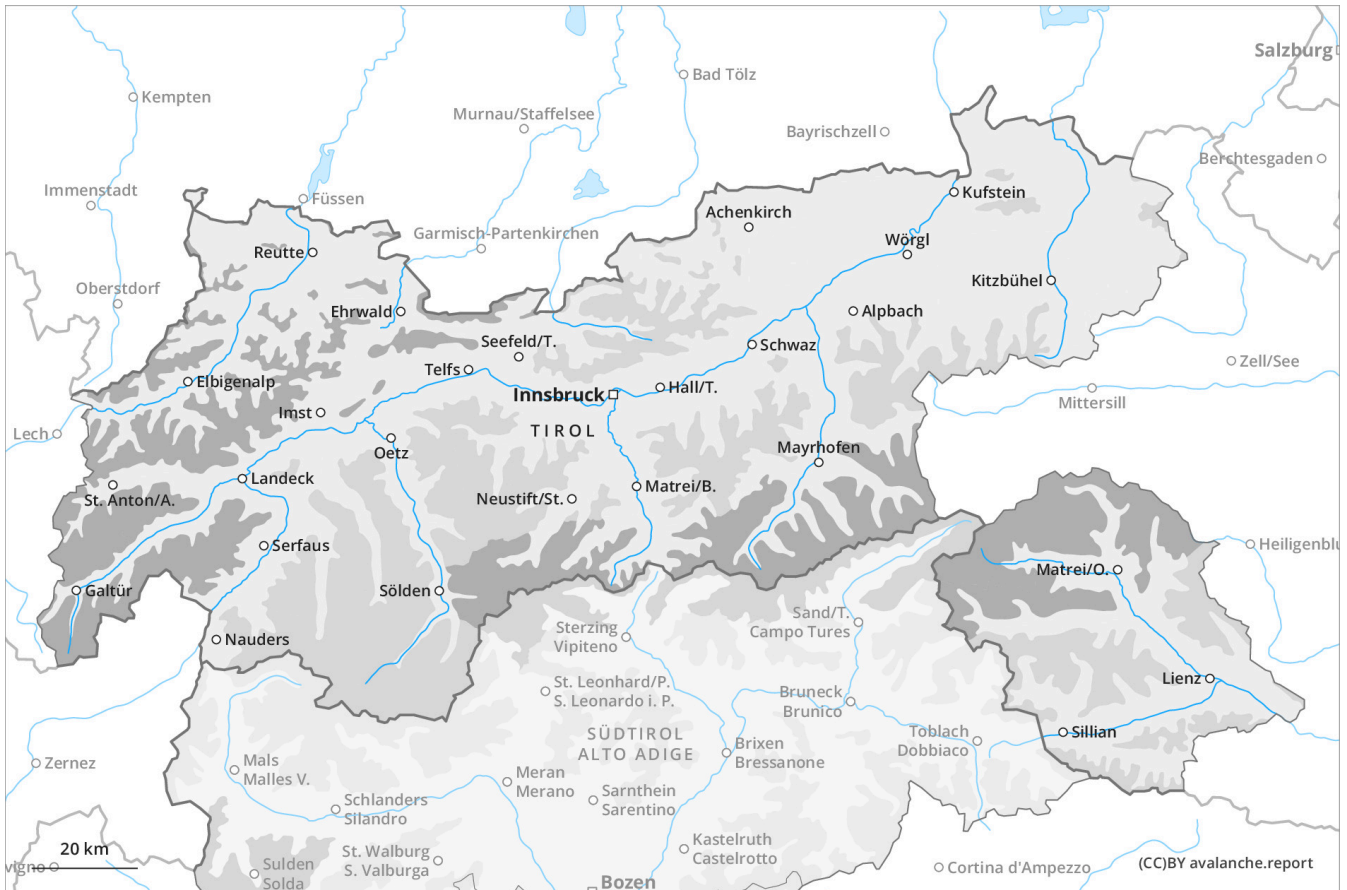 Salzburg
Bad Tölz
Kempten
Murnau/Staffelsee
Bayrischzell
Berchtesgaden
Immenstadt
Füssen
Kufstein
Achenkirch
Garmisch-Partenkirchen
Wörgl
Reutte
Kitzbühel
Oberstdorf
Ehrwald
Alpbach
Seefeld/T.
Schwaz
Zell/See
Telfs
Elbigenalp
Hall/T.
Innsbruck
Mittersill
Imst
TIROL
Lech
Oetz
Mayrhofen
Landeck
St. Anton/A.
Neustift/St.
Matrei/B.
Serfaus
Heiligenblu
Matrei/O.
Galtür
Sölden
Sand/T.
Campo Tures
Nauders
Sterzing
Vipiteno
Lienz
St. Leonhard/P.
S. Leonardo i. P.
Bruneck
Brunico
SÜDTIROL
ALTO ADIGE
Toblach
Dobbiaco
Sillian
Brixen
Bressanone
Zernez
Mals
Malles V.
Meran
Merano
Sarnthein
Sarentino
Schlanders
Silandro
Kastelruth
Castelrotto
20 km
St. Walburg
S. Valburga
vigno
Sulden
Solda
Cortina d'Ampezzo
(CC)BY avalanche.report
Bozen